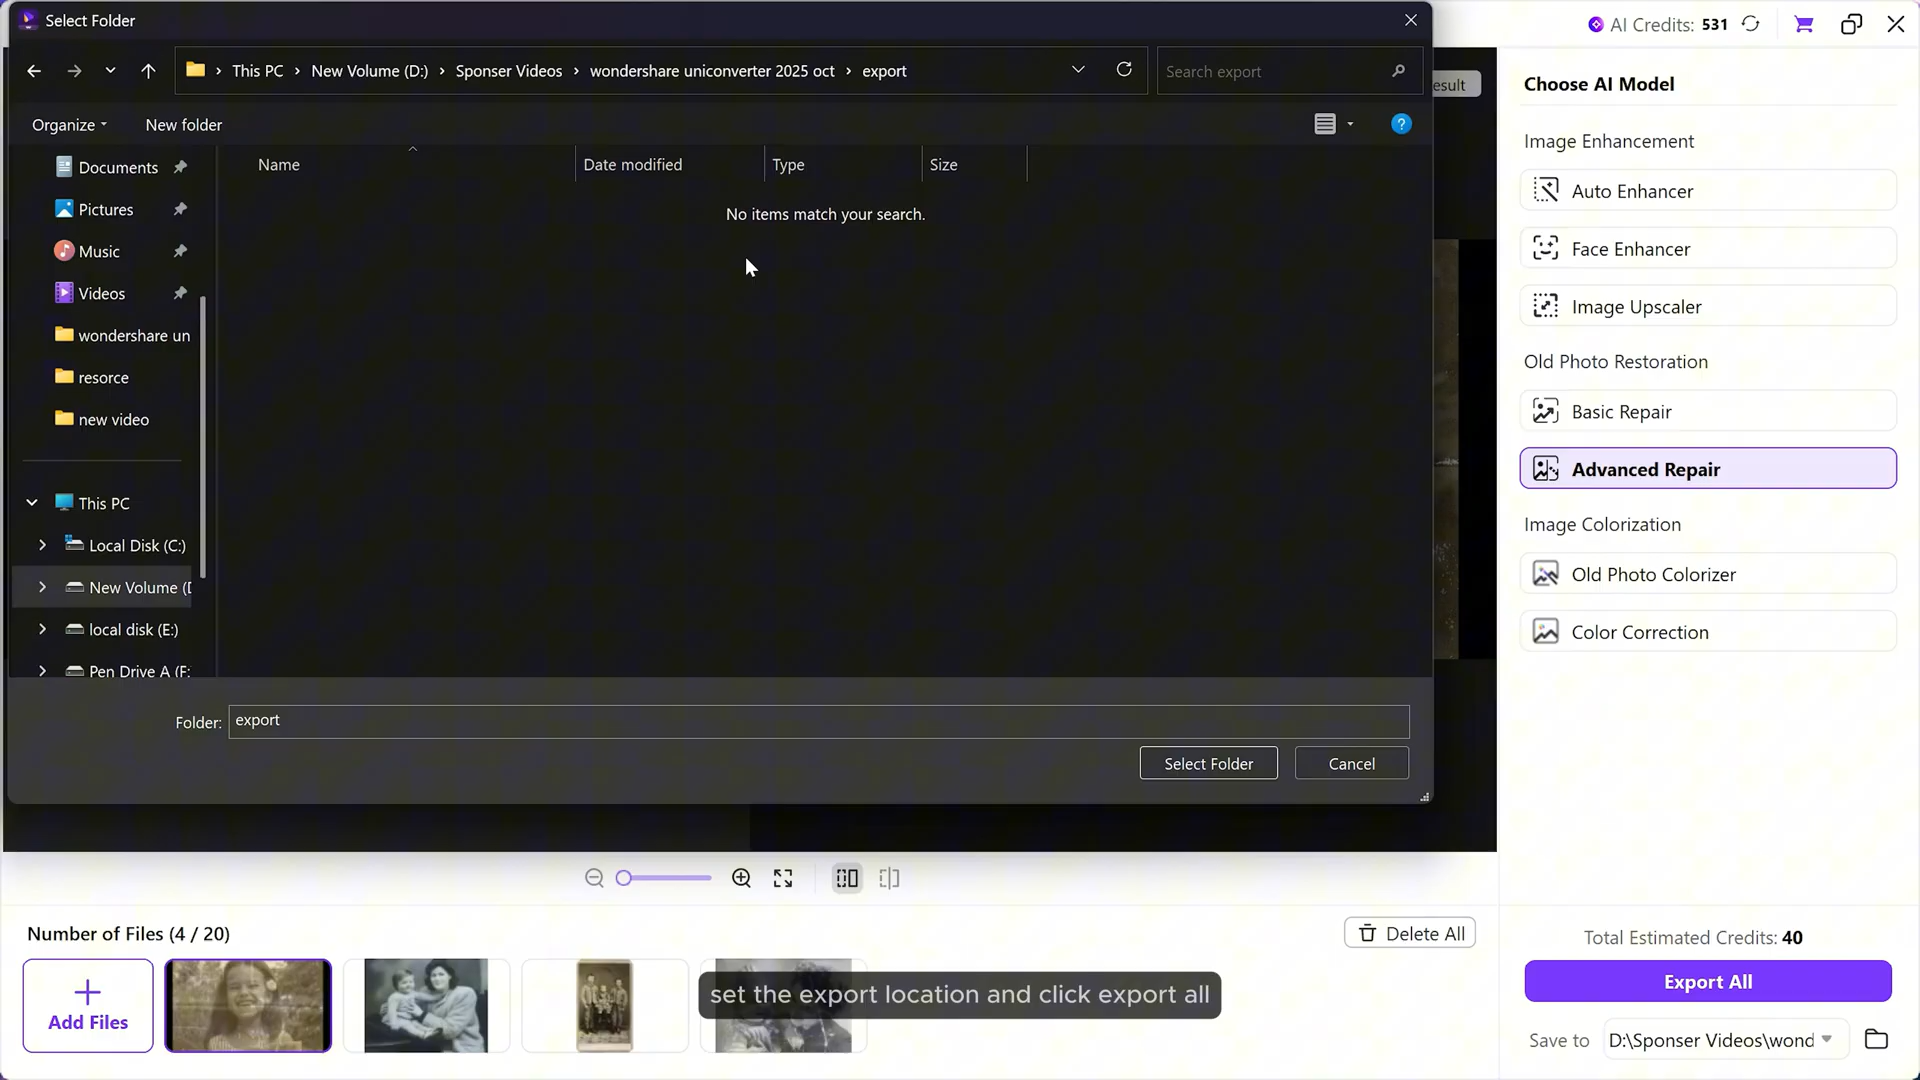 Select Folder
AI Credits: 531
This PC
New Volume (D:)
Sponser Videos
wondershare uniconverter 2025 oct
export
Search export
esult
Choose AI Model
Organize
New folder
?
Image Enhancement
Documents
Name
Date modified
Type
Size
Auto Enhancer
Pictures
No items match your search.
Music
Face Enhancer
Videos
Image Upscaler
wondershare un
Old Photo Restoration
resorce
Basic Repair
new video
Advanced Repair
This PC
Image Colorization
Local Disk (C:)
Old Photo Colorizer
New Volume (D
local disk (E:)
Color Correction
Pen Drive A (F:
Folder: export
Select Folder
Cancel
Number of Files (4 / 20)
Delete All
Total Estimated Credits: 40
Export All
Add Files
set the export location and click export all
Save to
D:\Sponser Videos\wond